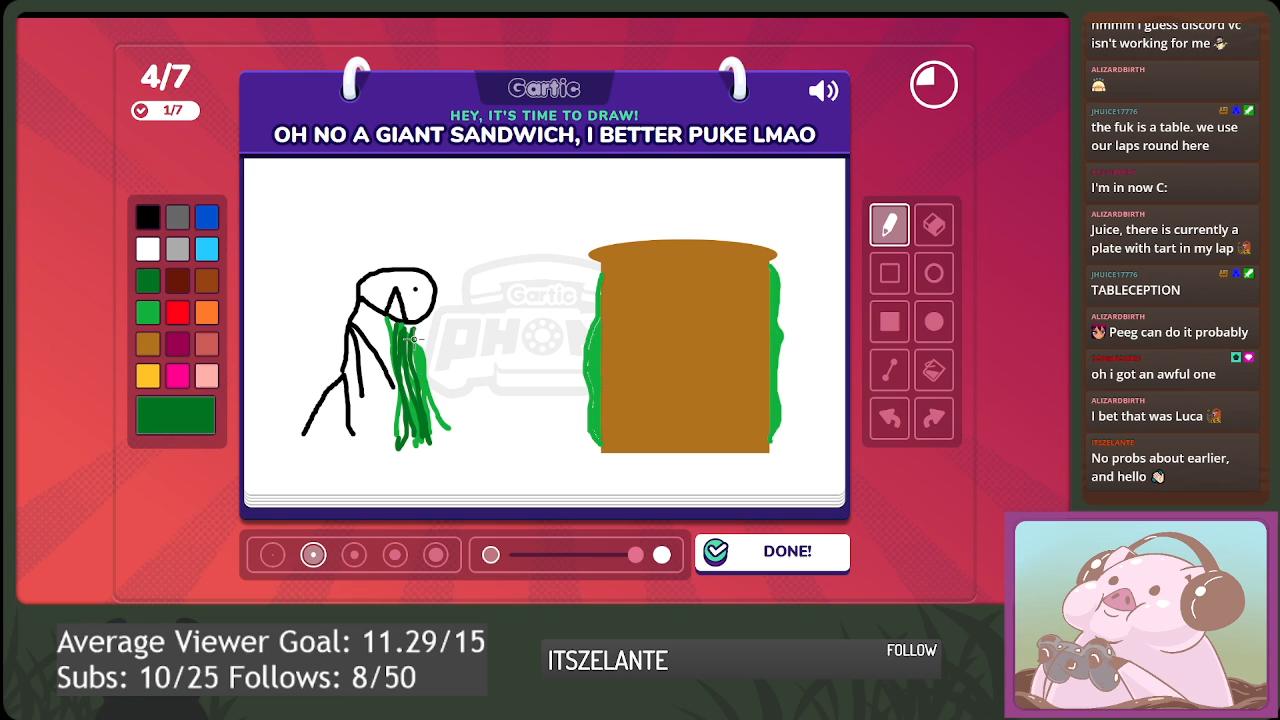 4/7
1/7
Gartic
HEY, IT'S TIME TO DRAW!
OH NO A GIANT SANDWICH, I BETTER PUKE LMAO
Gartic
PHONE
DONE!
hmmm i guess discord vc
isn't working for me
ALIZARDBIRTH
JHUICE17776
the fuk is a table. we use
our laps round here
I'm in now C:
ALIZARDBIRTH
Juice, there is currently a
plate with tart in my lap
JHUICE17776
TABLECEPTION
ALIZARDBIRTH
Peeg can do it probably
oh i got an awful one
ALIZARDBIRTH
I bet that was Luca
ITSZELANTE
No probs about earlier,
and hello
Average Viewer Goal: 11.29/15
Subs: 10/25 Follows: 8/50
ITSZELANTE
FOLLOW